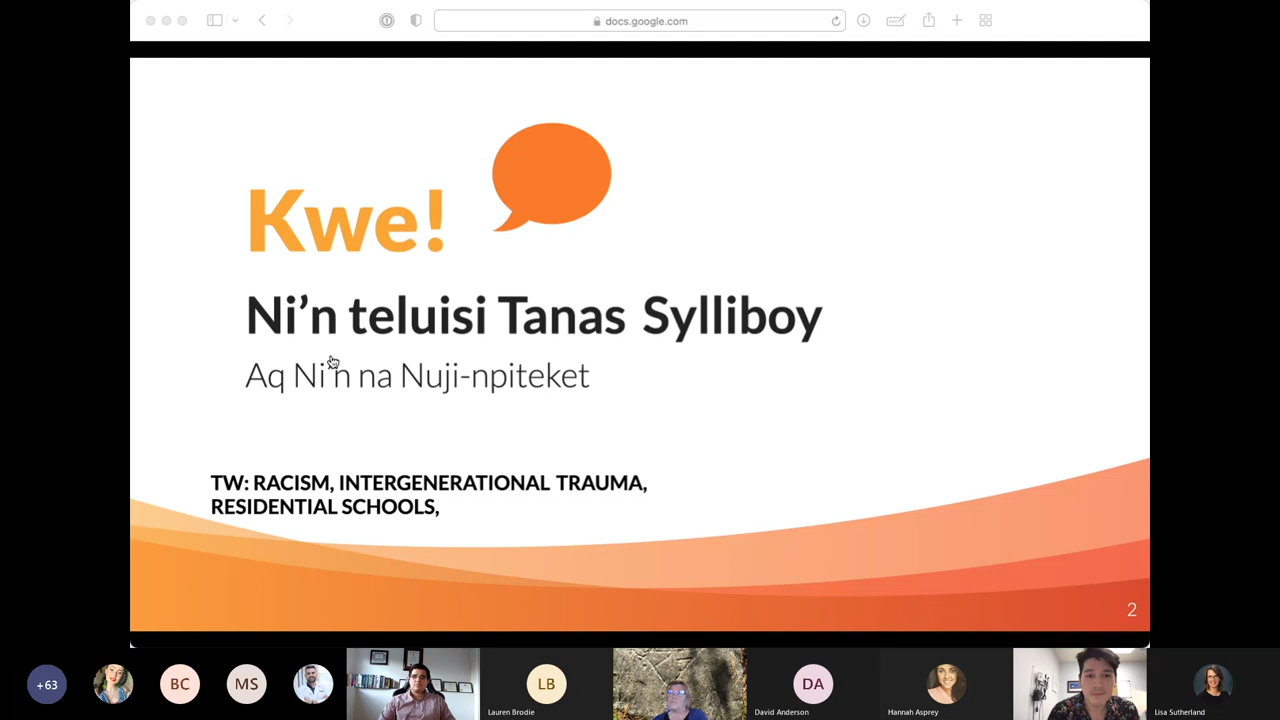 docs.google.com
Kwe!
Ni'n teluisi Tanas Sylliboy
Aq Ni'n na Nuji-npiteket
TW: RACISM, INTERGENERATIONAL TRAUMA,
RESIDENTIAL SCHOOLS,
2
+63
BC
MS
LB
Lauren Brodie
DA
David Anderson
Hannah Asprey
Lisa Sutherland